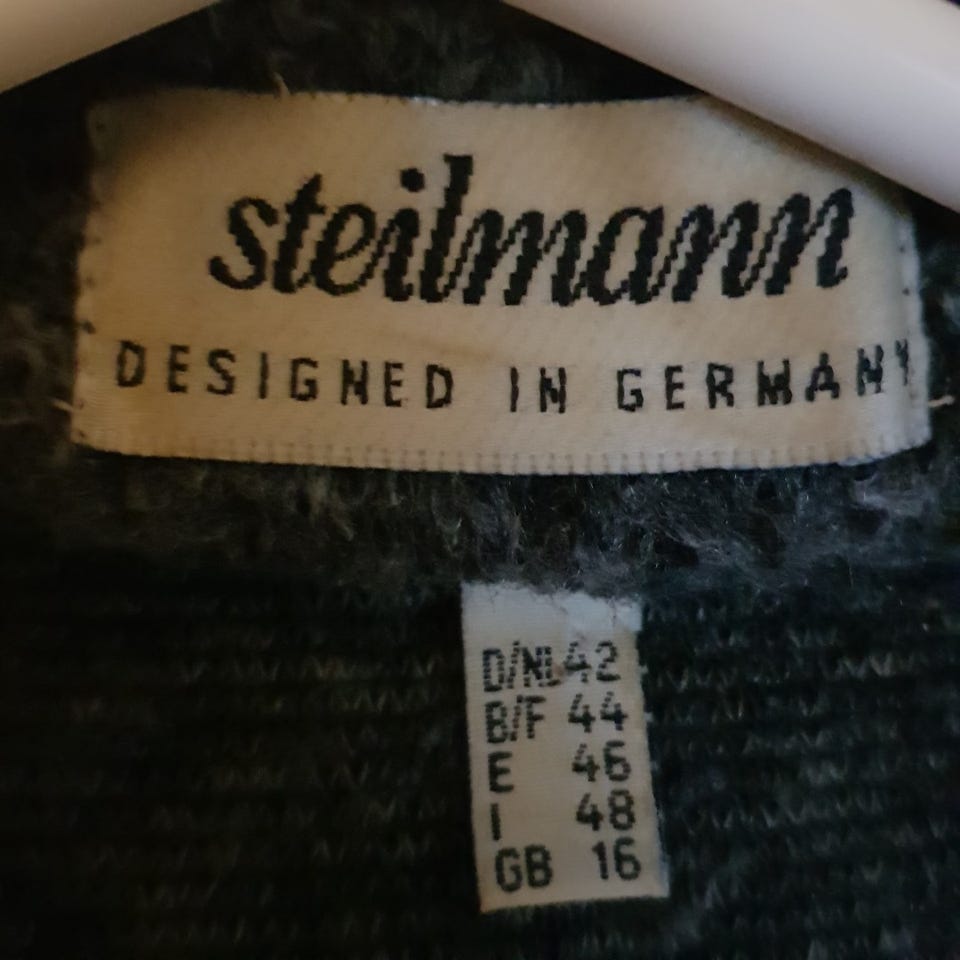 steilmann
DESIGNED IN GERMANY
D/NL 42
B/F 44
E 46
I 48
GB 16